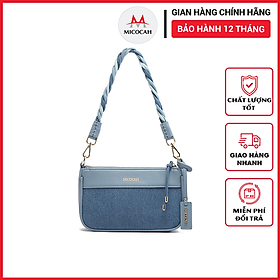 MICOCAH
GIAN HÀNG CHÍNH HÃNG
BẢO HÀNH 12 THÁNG
CHẤT LƯỢNG
TỐT
GIAO HÀNG
NHANH
MIỄN PHÍ
ĐỔI TRẢ
MICOCAH